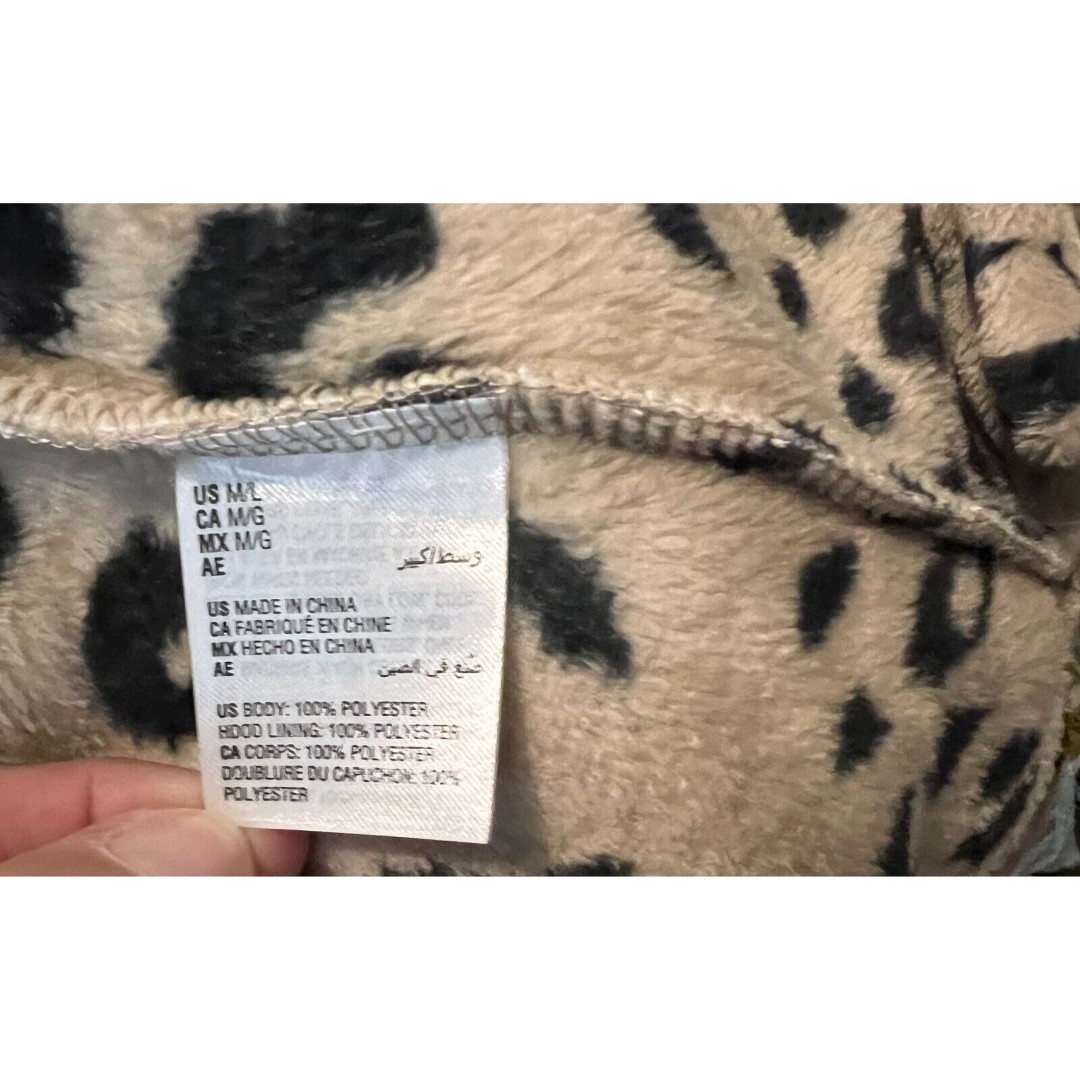 US M/L
CA M/G
MX M/G
AE وسط/كبير
US MADE IN CHINA
CA FABRIQUÉ EN CHINE
MX HECHO EN CHINA
AE صُنع في الصين
US BODY: 100% POLYESTER
HOOD LINING: 100% POLYESTER
CA CORPS: 100% POLYESTER
DOUBLURE DU CAPUCHON: 100%
POLYESTER